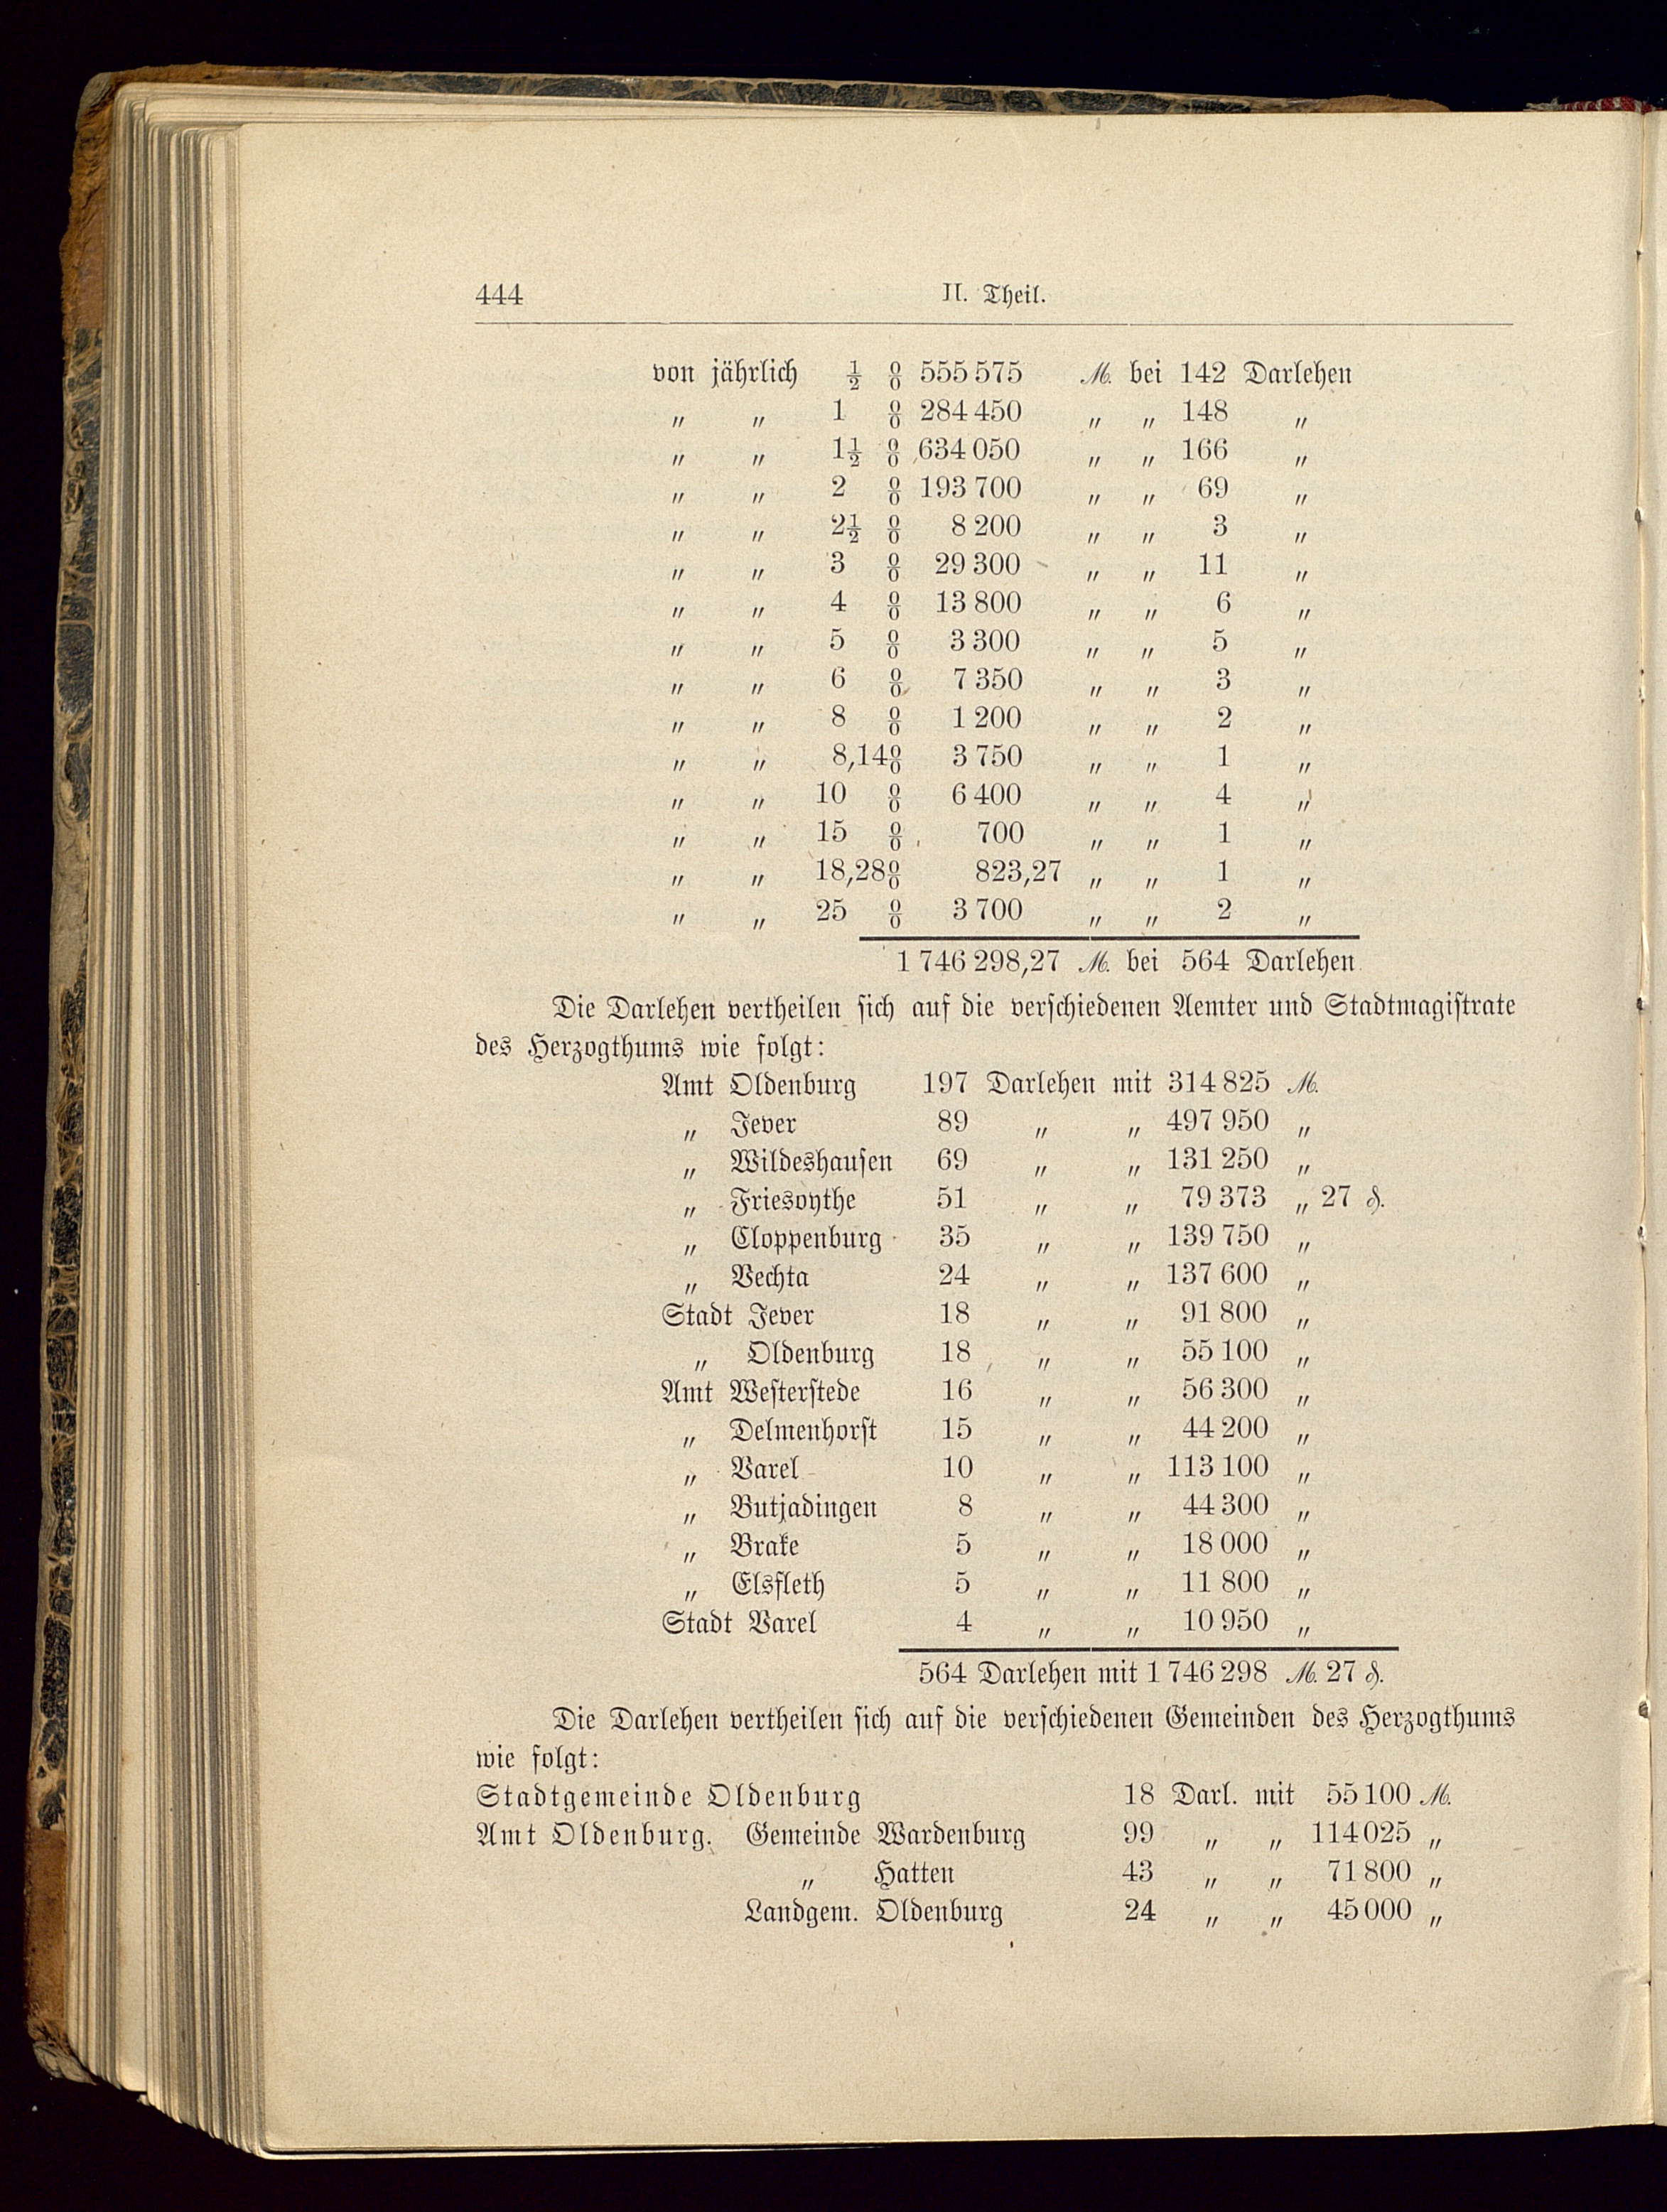 444 II. Theil.
von jährlich ½ % 555 575 M. bei 142 Darlehen
„ „ 1 % 284 450 „ „ 148 „
„ „ 1½ % 634 050 „ „ 166 „
„ „ 2 % 193 700 „ „ 69 „
„ „ 2½ % 8 200 „ „ 3 „
„ „ 3 % 29 300 „ „ 11 „
„ „ 4 % 13 800 „ „ 6 „
„ „ 5 % 3 300 „ „ 5 „
„ „ 6 % 7 350 „ „ 3 „
„ „ 8 % 1 200 „ „ 2 „
„ „ 8,14% 3 750 „ „ 1 „
„ „ 10 % 6 400 „ „ 4 „
„ „ 15 % 700 „ „ 1 „
„ „ 18,28% 823,27 „ „ 1 „
„ „ 25 % 3 700 „ „ 2 „
1 746 298,27 M. bei 564 Darlehen
Die Darlehen vertheilen sich auf die verschiedenen Aemter und Stadtmagistrate
des Herzogthums wie folgt:
Amt Oldenburg 197 Darlehen mit 314 825 M.
„ Jever 89 „ „ 497 950 „
„ Wildeshausen 69 „ „ 131 250 „
„ Friesoythe 51 „ „ 79 373 „ 27 ₰.
„ Cloppenburg 35 „ „ 139 750 „
„ Vechta 24 „ „ 137 600 „
Stadt Jever 18 „ „ 91 800 „
„ Oldenburg 18 „ „ 55 100 „
Amt Westerstede 16 „ „ 56 300 „
„ Delmenhorst 15 „ „ 44 200 „
„ Varel 10 „ „ 113 100 „
„ Butjadingen 8 „ „ 44 300 „
„ Brake 5 „ „ 18 000 „
„ Elsfleth 5 „ „ 11 800 „
Stadt Varel 4 „ „ 10 950 „
564 Darlehen mit 1 746 298 M. 27 ₰.
Die Darlehen vertheilen sich auf die verschiedenen Gemeinden des Herzogthums
wie folgt:
Stadtgemeinde Oldenburg 18 Darl. mit 55 100 M.
Amt Oldenburg. Gemeinde Wardenburg 99 „ „ 114 025 „
„ Hatten 43 „ „ 71 800 „
Landgem. Oldenburg 24 „ „ 45 000 „